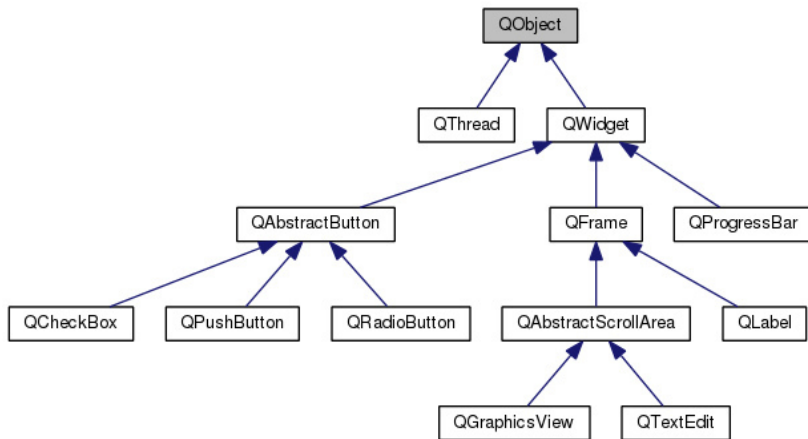 QObject
QThread
QWidget
QAbstractButton
QFrame
QProgressBar
QCheckBox
QPushButton
QRadioButton
QAbstractScrollArea
QLabel
QGraphicsView
QTextEdit